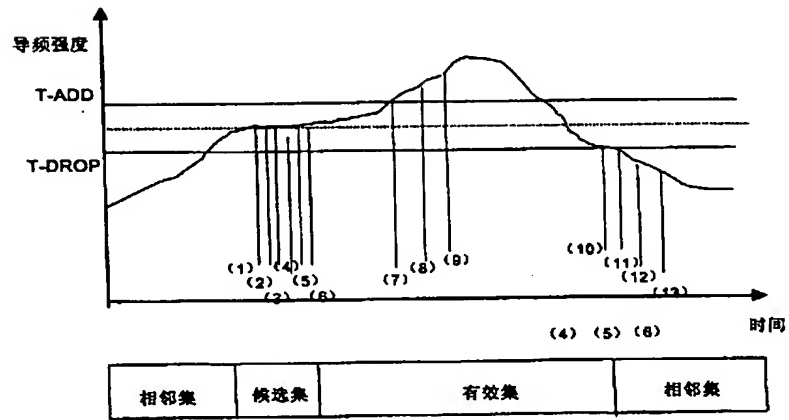 导频强度
T-ADD
T-DROP
(1)
(2)
(3)
(4)
(5)
(6)
(7)
(8)
(9)
(10)
(11)
(12)
(13)
时间
(4) (5) (6)
相邻集 候选集 有效集 相邻集